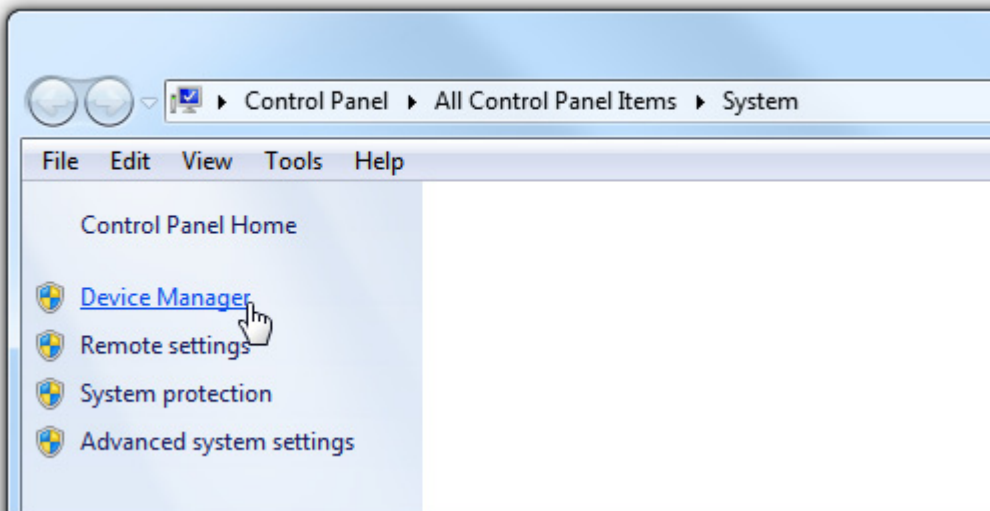 Control Panel ▸ All Control Panel Items ▸ System
File Edit View Tools Help
Control Panel Home
Device Manager
Remote settings
System protection
Advanced system settings